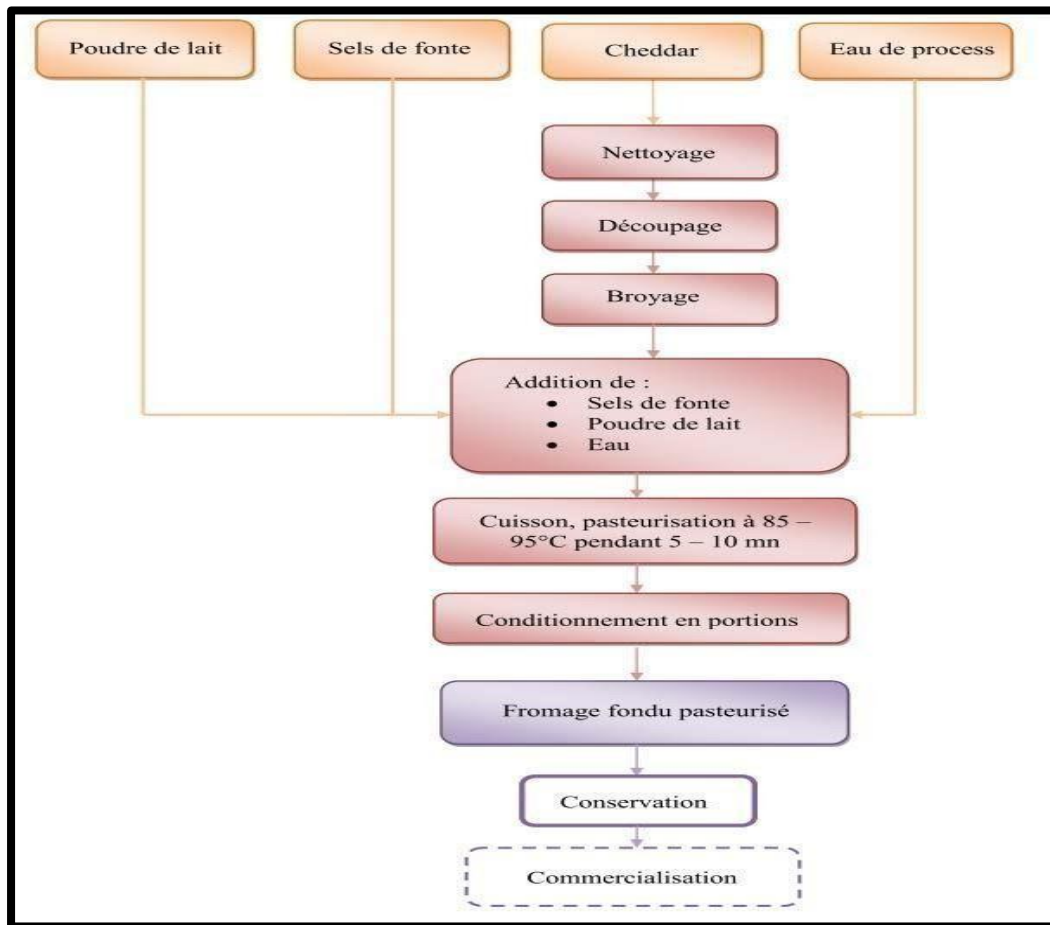 Poudre de lait
Sels de fonte
Cheddar
Eau de process
Nettoyage
Découpage
Broyage
Addition de :
• Sels de fonte
• Poudre de lait
• Eau
Cuisson, pasteurisation à 85 –
95°C pendant 5 – 10 mn
Conditionnement en portions
Fromage fondu pasteurisé
Conservation
Commercialisation